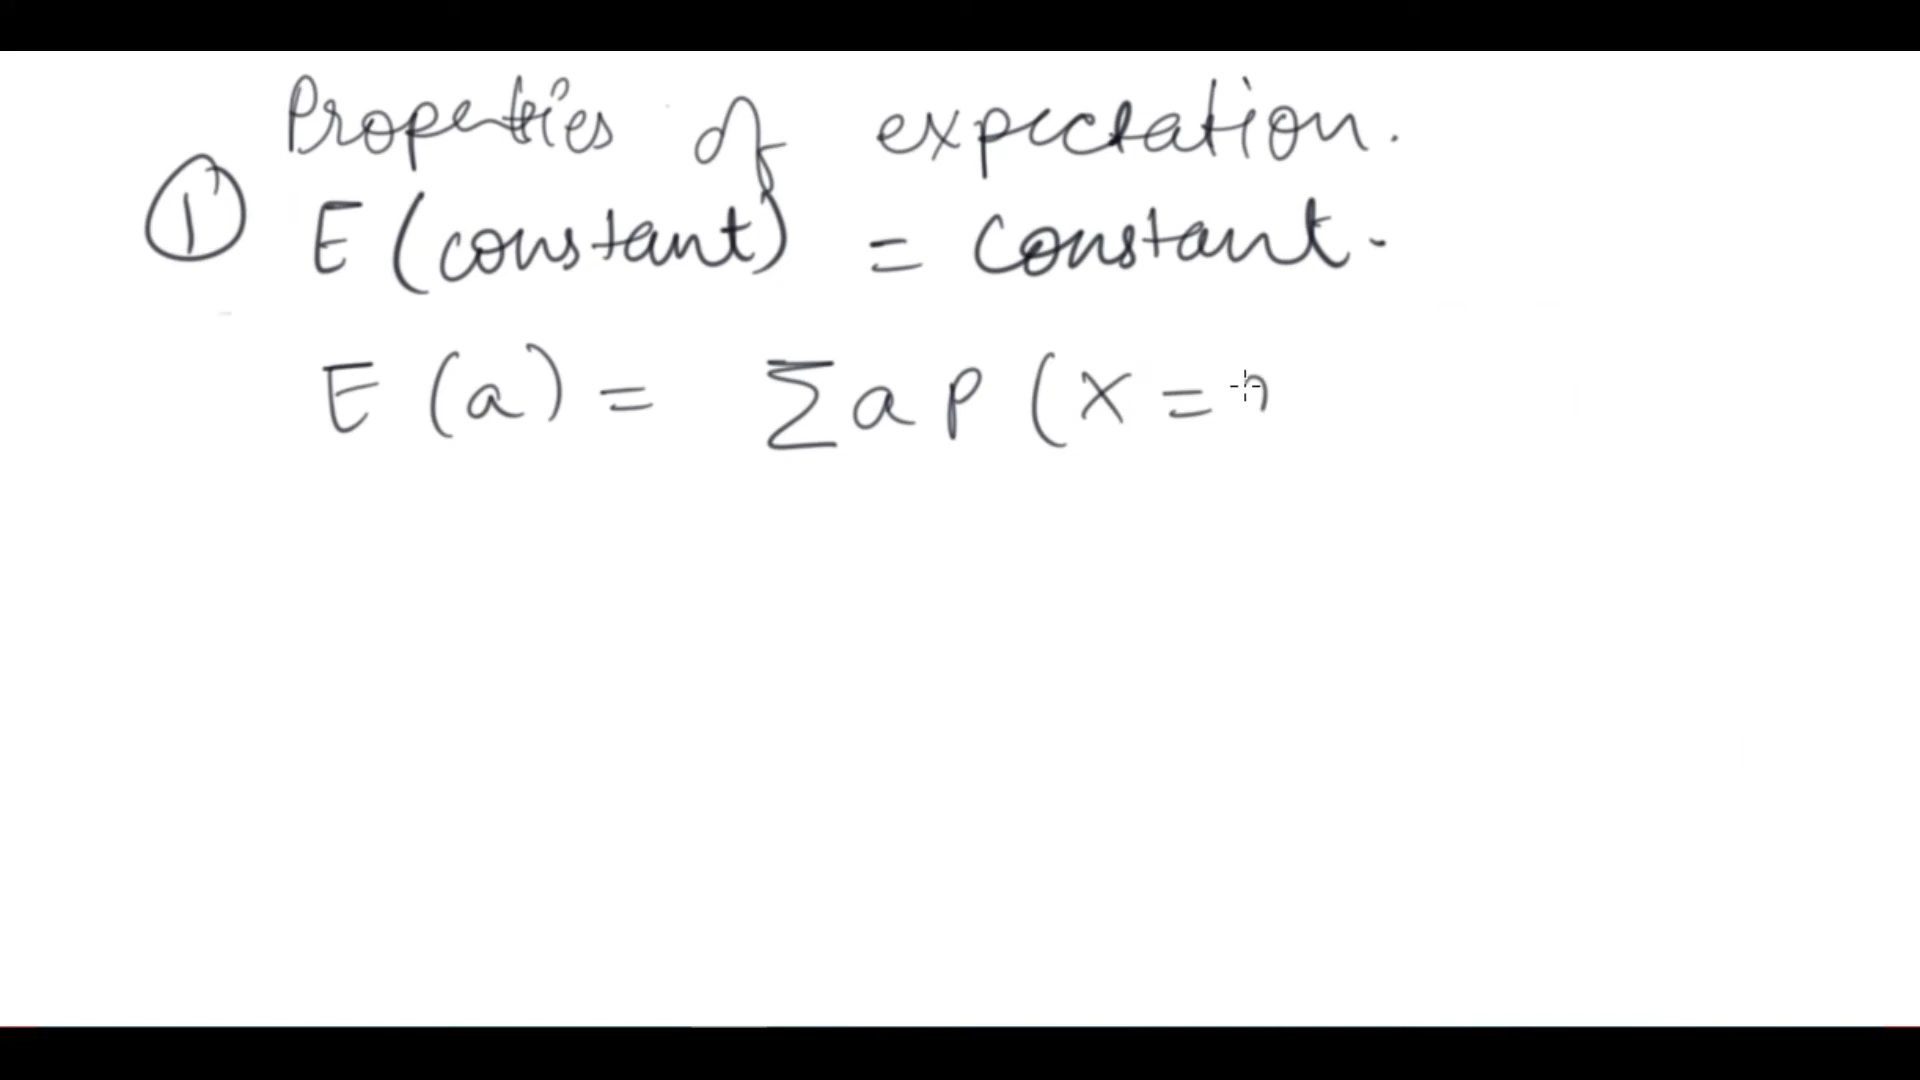 Properties of expectation.
① E (constant) = constant.
E (a) = Σ a P (X =